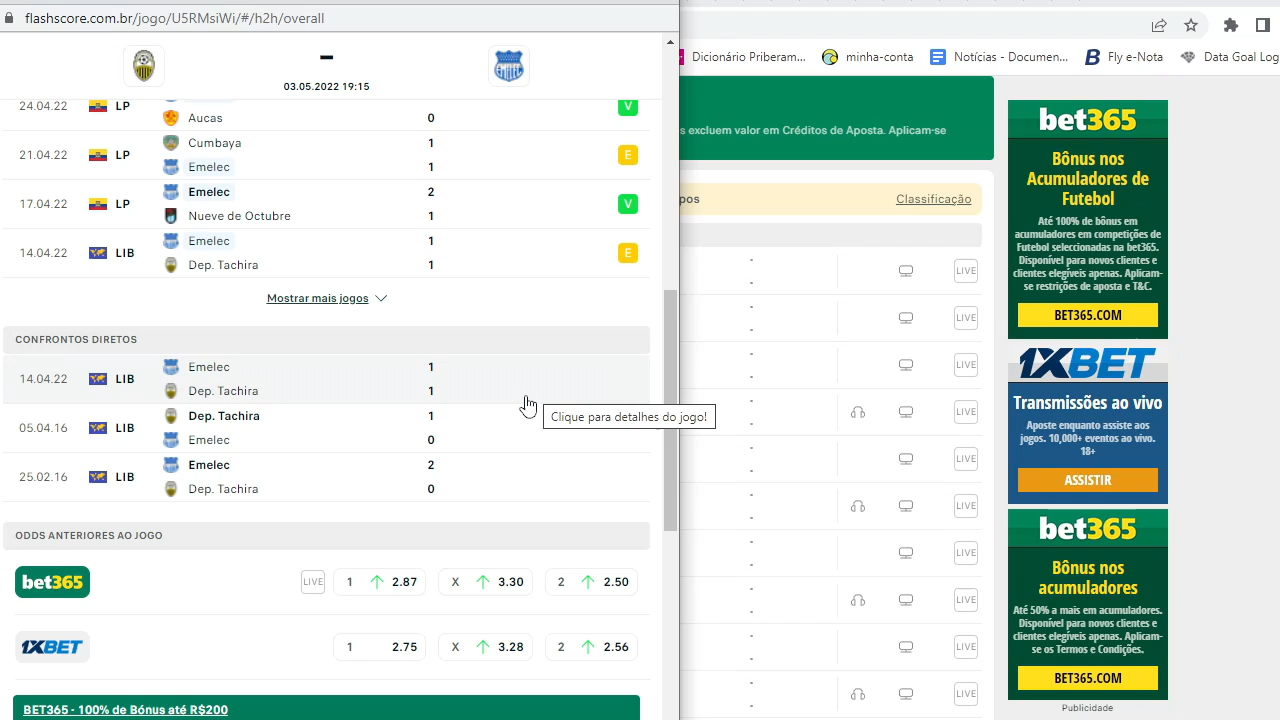 flashscore.com.br/jogo/U5RMsiWi/#/h2h/overall
Dicionário Priberam...
minha-conta
Notícias - Documen...
Fly e-Nota
Data Goal Log
-
EMELEC
03.05.2022 19:15
24.04.22 LP V
Aucas 0
21.04.22 LP Cumbaya 1 E
Emelec 1
17.04.22 LP Emelec 2 V
Nueve de Octubre 1
14.04.22 LIB Emelec 1 E
Dep. Tachira 1
Mostrar mais jogos
CONFRONTOS DIRETOS
14.04.22 LIB Emelec 1
Dep. Tachira 1
05.04.16 LIB Dep. Tachira 1
Emelec 0
25.02.16 LIB Emelec 2
Dep. Tachira 0
Clique para detalhes do jogo!
ODDS ANTERIORES AO JOGO
bet365 LIVE 1 2.87 X 3.30 2 2.50
1XBET 1 2.75 X 3.28 2 2.56
BET365 - 100% de Bónus até R$200
s excluem valor em Créditos de Aposta. Aplicam-se
pos
Classificação
LIVE
LIVE
LIVE
LIVE
LIVE
LIVE
LIVE
LIVE
LIVE
LIVE
bet365
Bônus nos
Acumuladores de
Futebol
Até 100% de bônus em
acumuladores em competições de
Futebol seleccionadas na bet365.
Disponível para novos clientes e
clientes elegíveis apenas. Aplicam-
se restrições de aposta e T&C.
BET365.COM
1XBET
Transmissões ao vivo
Aposte enquanto assiste aos
jogos. 10,000+ eventos ao vivo.
18+
ASSISTIR
bet365
Bônus nos
acumuladores
Até 50% a mais em acumuladores.
Disponível para novos clientes e
clientes elegíveis apenas. Aplicam-
se os Termos e Condições.
BET365.COM
Publicidade